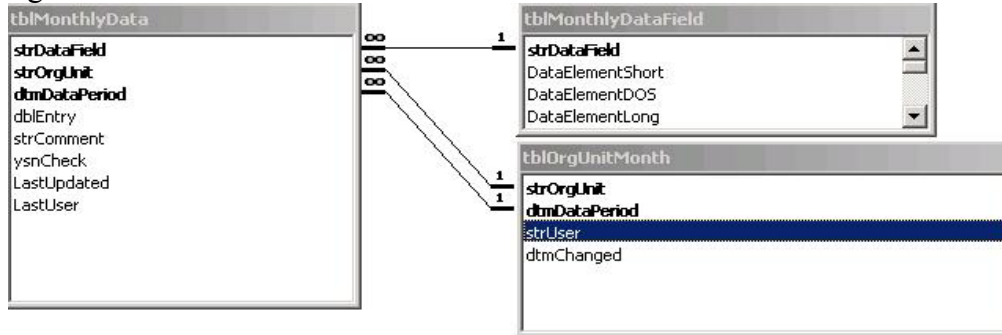 tblMonthlyData
strDataField
strOrgUnit
dtmDataPeriod
dblEntry
strComment
ysnCheck
LastUpdated
LastUser
∞
∞
∞
1
tblMonthlyDataField
strDataField
DataElementShort
DataElementDOS
DataElementLong
1
1
tblOrgUnitMonth
strOrgUnit
dtmDataPeriod
strUser
dtmChanged